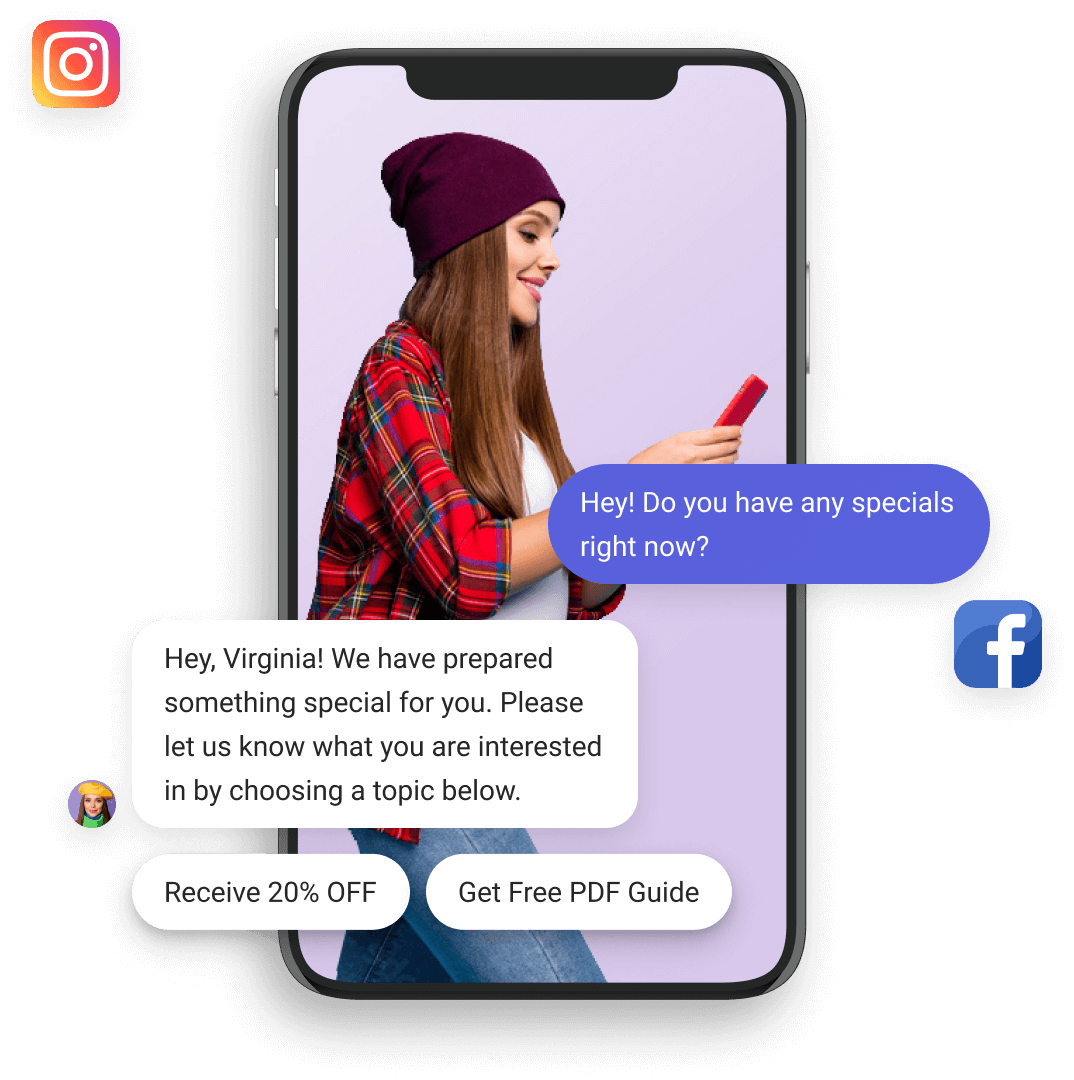 Hey! Do you have any specials
right now?
Hey, Virginia! We have prepared
something special for you. Please
let us know what you are interested
in by choosing a topic below.
Receive 20% OFF
Get Free PDF Guide